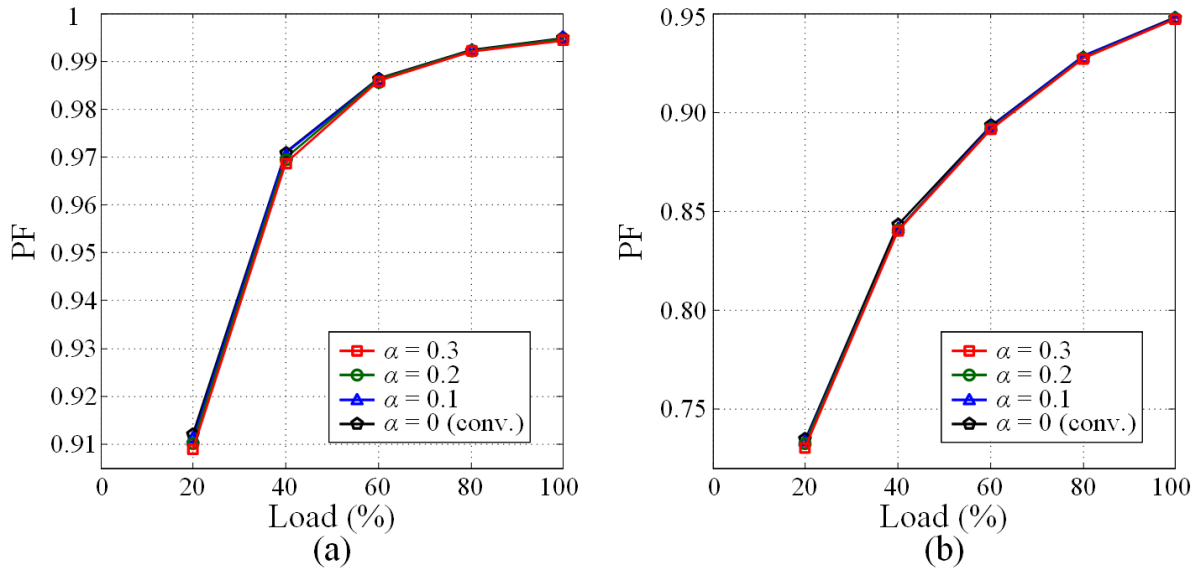 1
0.99
0.98
0.97
0.96
0.95
0.94
0.93
0.92
0.91
PF
0 20 40 60 80 100
Load (%)
α = 0.3
α = 0.2
α = 0.1
α = 0 (conv.)
(a)
0.95
0.90
0.85
0.80
0.75
PF
0 20 40 60 80 100
Load (%)
α = 0.3
α = 0.2
α = 0.1
α = 0 (conv.)
(b)